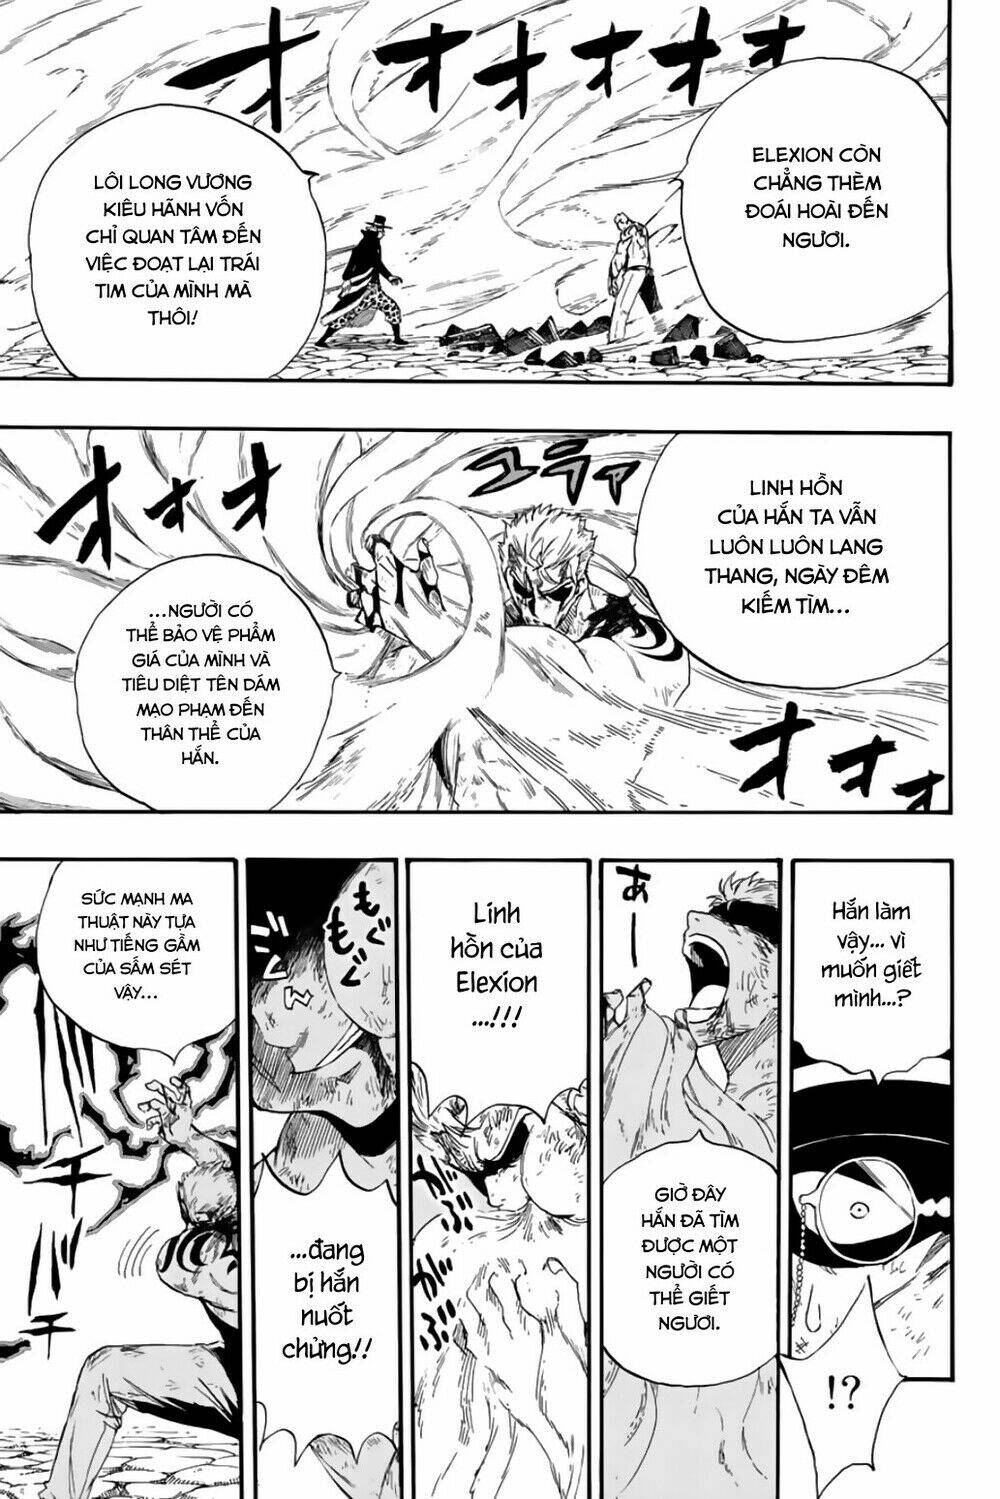 オオオオオオ
ELEXION CÒN
CHẲNG THÈM
ĐOÁI HOÀI ĐẾN
NGƯƠI.
LÔI LONG VƯƠNG
KIÊU HÃNH VỐN
CHỈ QUAN TÂM ĐẾN
VIỆC ĐOẠT LẠI TRÁI
TIM CỦA MÌNH MÀ
THÔI!
ユラァ
LINH HỒN
CỦA HẮN TA VẪN
LUÔN LUÔN LANG
THANG, NGÀY ĐÊM
KIẾM TÌM...
オオオ
...NGƯỜI CÓ
THỂ BẢO VỆ PHẨM
GIÁ CỦA MÌNH VÀ
TIÊU DIỆT TÊN DÁM
MẠO PHẠM ĐẾN
THÂN THỂ CỦA
HẮN.
オオオオ
Hắn làm
vậy... vì
muốn giết
mình...?
!?
あー
GIỜ ĐÂY
HẮN ĐÃ TÌM
ĐƯỢC MỘT
NGƯỜI CÓ
THỂ GIẾT
NGƯƠI.
Linh
hồn của
Elexion
...!!!
がぶがぶ
もぐもぐ
...đang
bị hắn
nuốt
chửng!!
SỨC MẠNH MA
THUẬT NÀY TỰA
NHƯ TIẾNG GẦM
CỦA SẤM SÉT
VẬY...